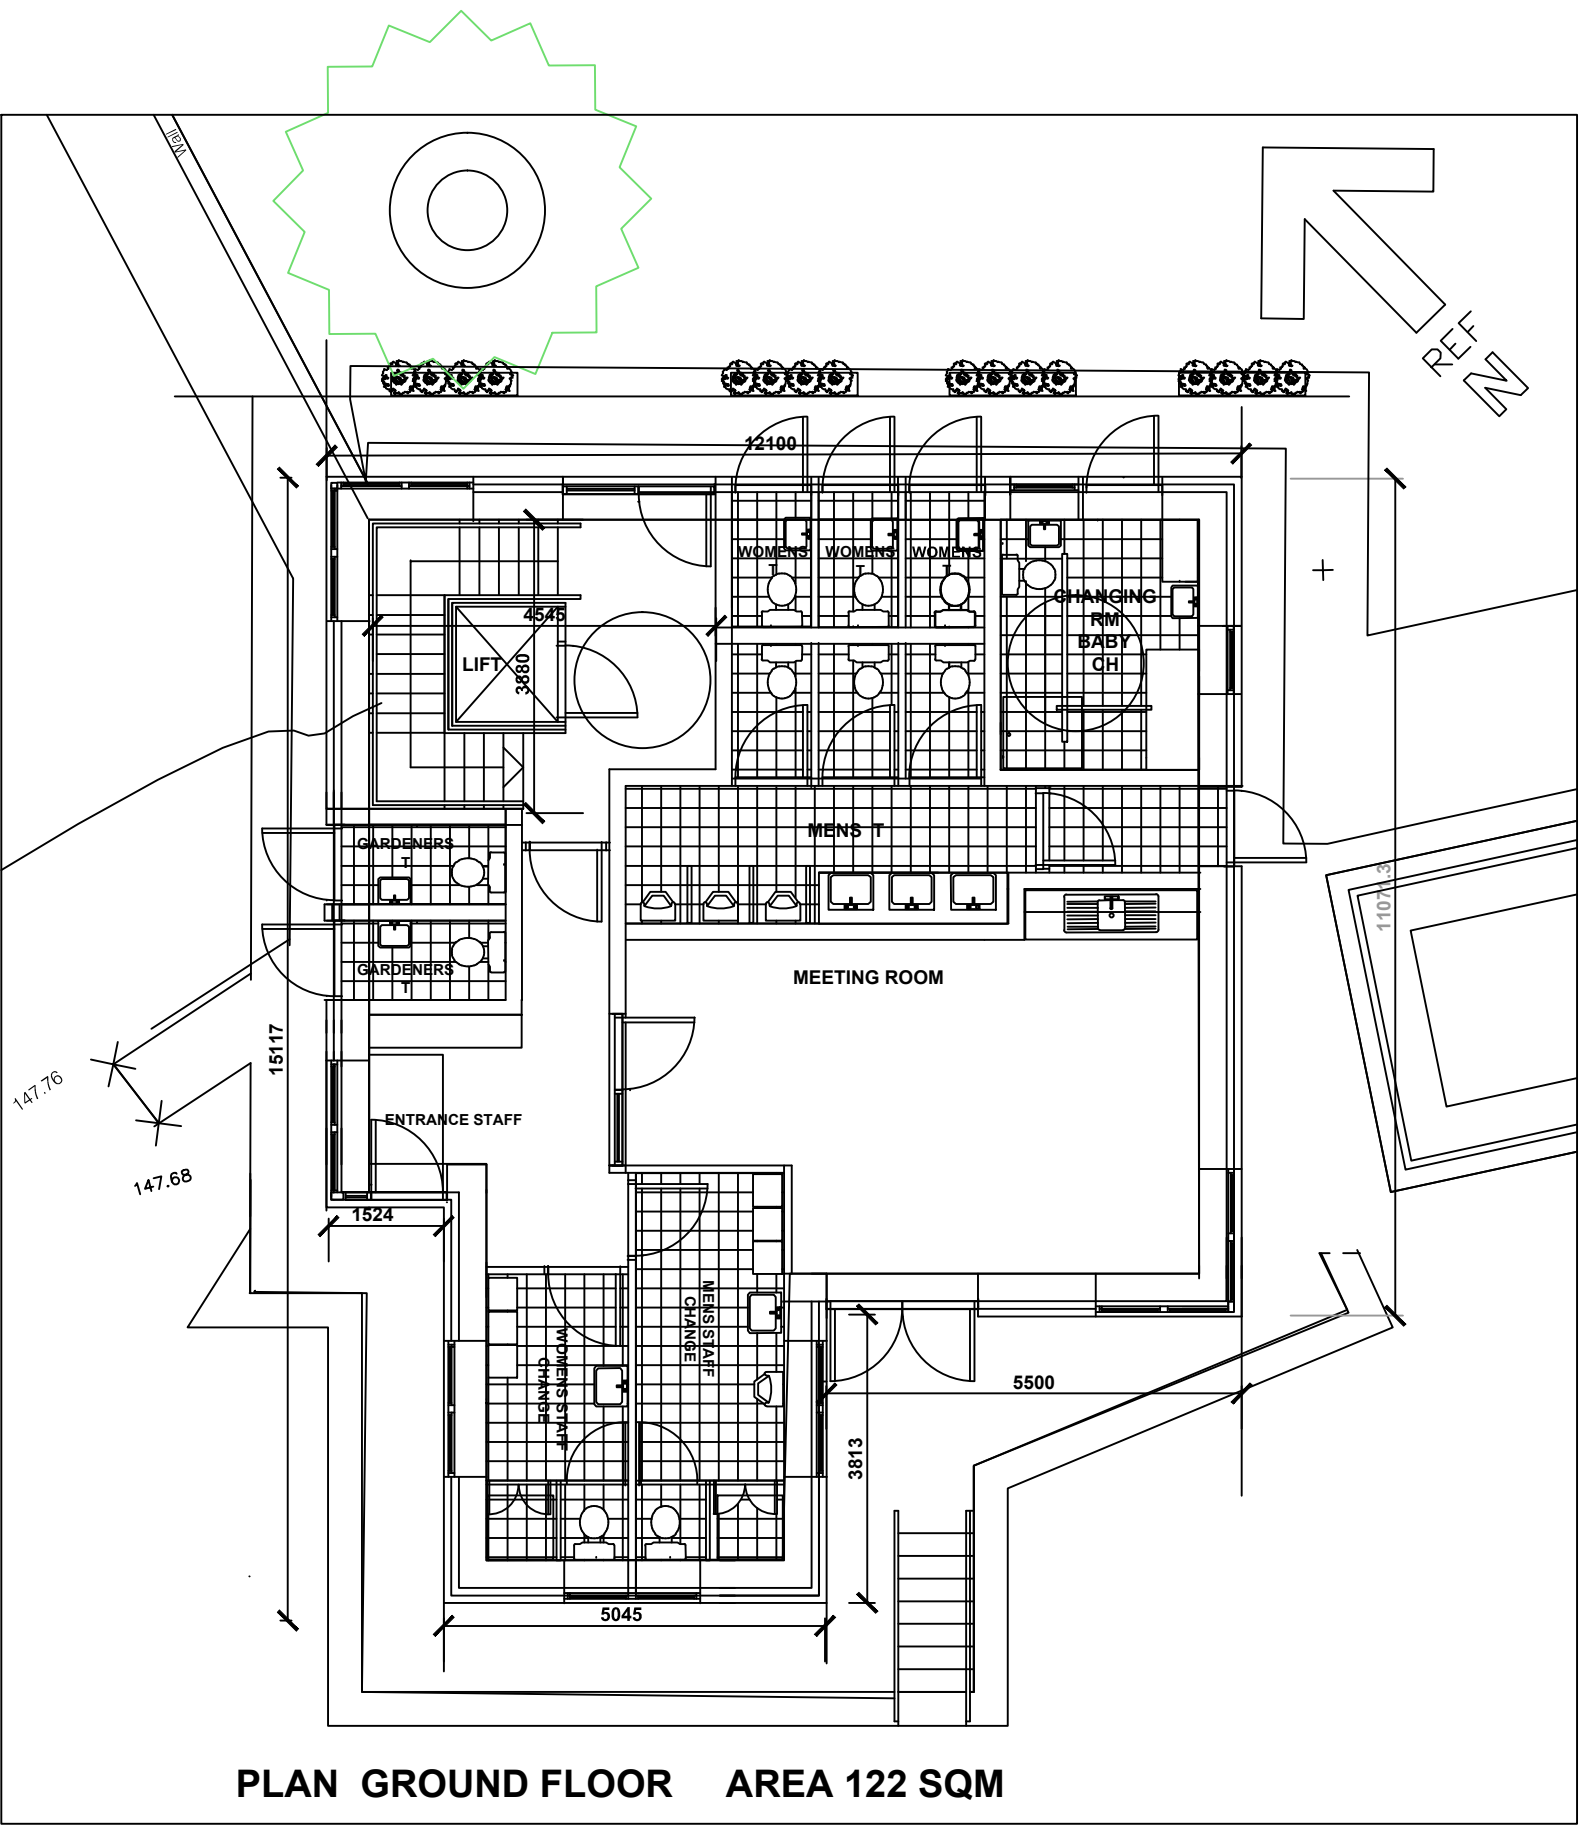 Wall
REF
N
12100
WOMENS
T
WOMENS
T
WOMENS
T
CHANGING
RM
BABY
CH
4545
LIFT
3880
GARDENERS
T
MENS T
11071.3
GARDENERS
T
MEETING ROOM
15117
147.76
ENTRANCE STAFF
147.68
1524
MENS STAFF
CHANGE
WOMENS STAFF
CHANGE
5500
3813
5045
PLAN GROUND FLOOR AREA 122 SQM